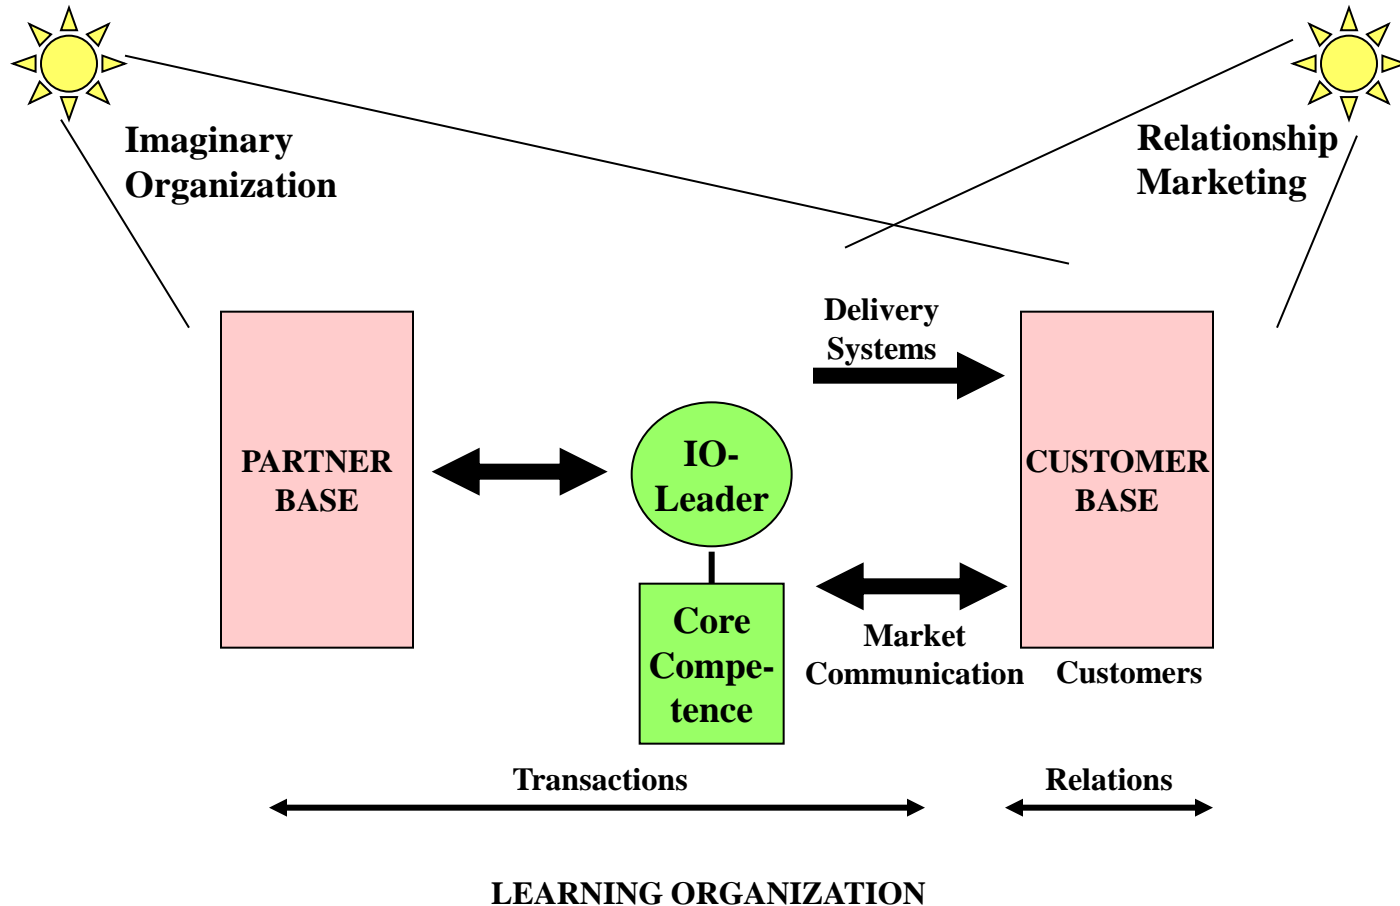 Imaginary
Organization
Relationship
Marketing
Delivery
Systems
PARTNER
BASE
IO-
Leader
CUSTOMER
BASE
Core
Compe-
tence
Market
Communication
Customers
Transactions
Relations
LEARNING ORGANIZATION